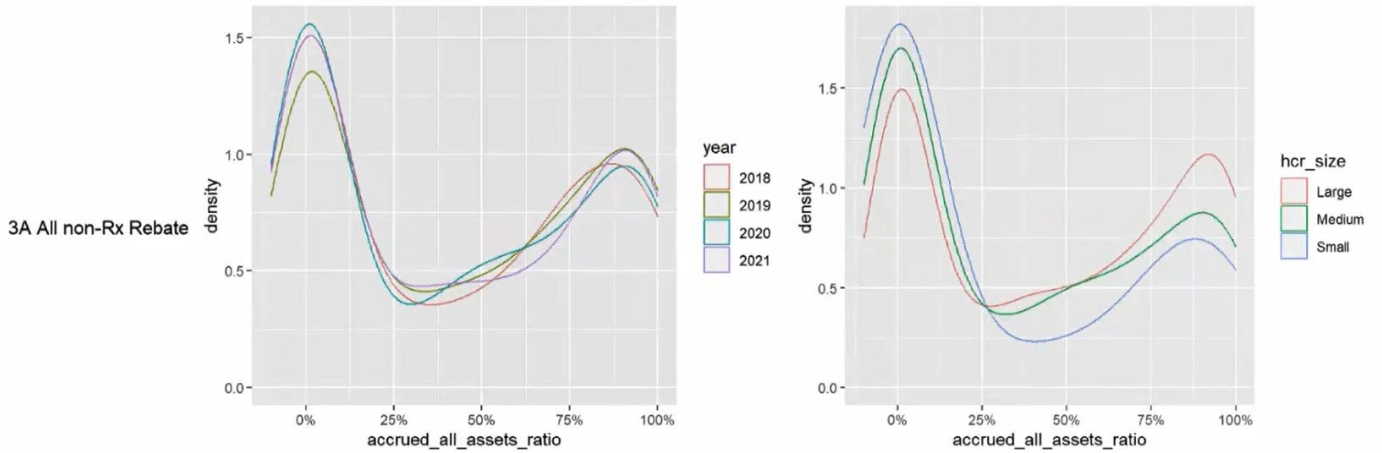 3A All non-Rx Rebate
density
1.5
1.0
0.5
0.0
0%
25%
50%
75%
100%
accrued_all_assets_ratio
year
2018
2019
2020
2021
density
1.5
1.0
0.5
0.0
0%
25%
50%
75%
100%
accrued_all_assets_ratio
hcr_size
Large
Medium
Small